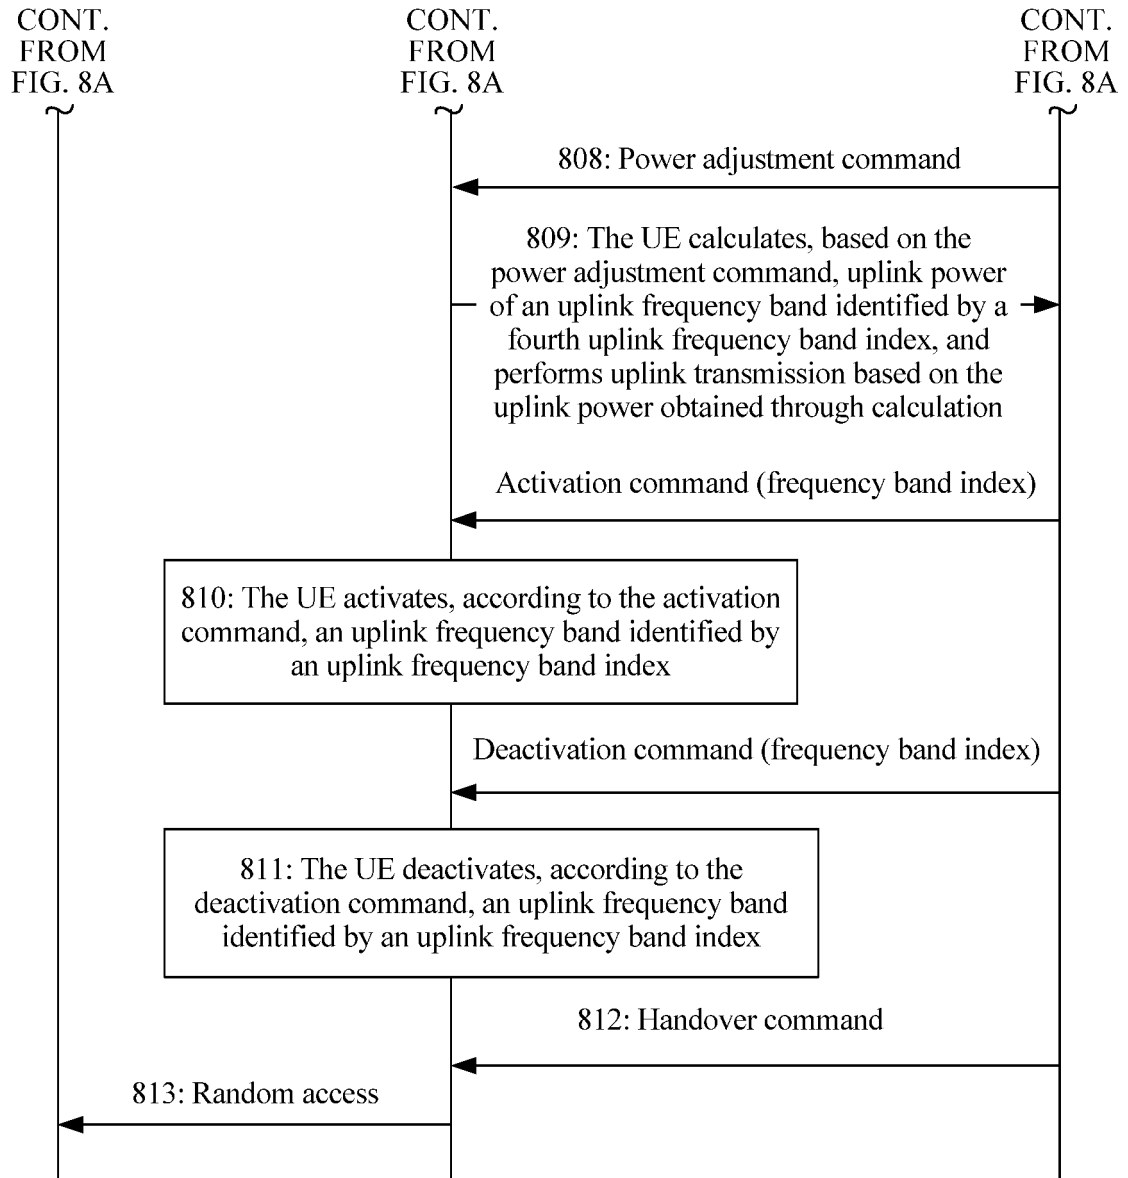 CONT.
FROM
FIG. 8A
CONT.
FROM
FIG. 8A
CONT.
FROM
FIG. 8A
808: Power adjustment command
809: The UE calculates, based on the
power adjustment command, uplink power
of an uplink frequency band identified by a
fourth uplink frequency band index, and
performs uplink transmission based on the
uplink power obtained through calculation
Activation command (frequency band index)
810: The UE activates, according to the activation
command, an uplink frequency band identified by
an uplink frequency band index
Deactivation command (frequency band index)
811: The UE deactivates, according to the
deactivation command, an uplink frequency band
identified by an uplink frequency band index
812: Handover command
813: Random access